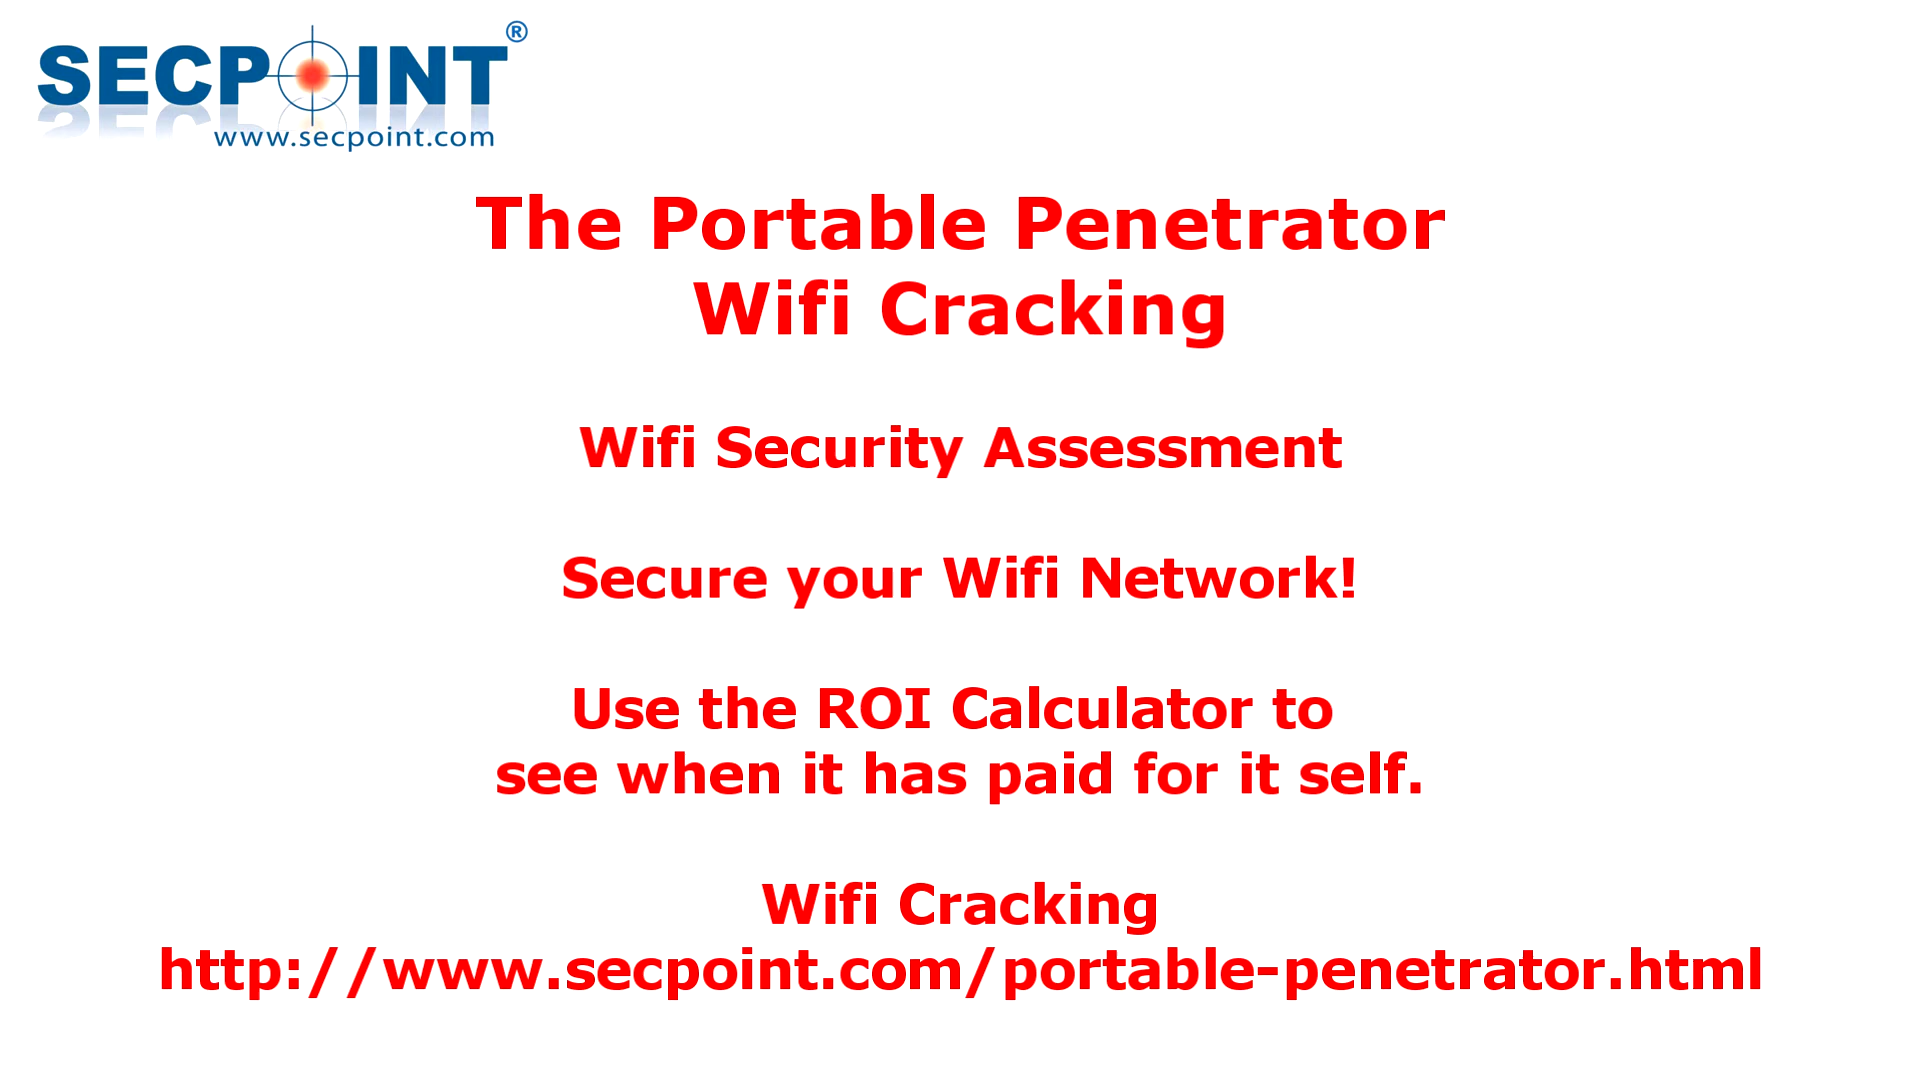 SECPOINT®
www.secpoint.com
The Portable Penetrator
Wifi Cracking
Wifi Security Assessment
Secure your Wifi Network!
Use the ROI Calculator to
see when it has paid for it self.
Wifi Cracking
http://www.secpoint.com/portable-penetrator.html